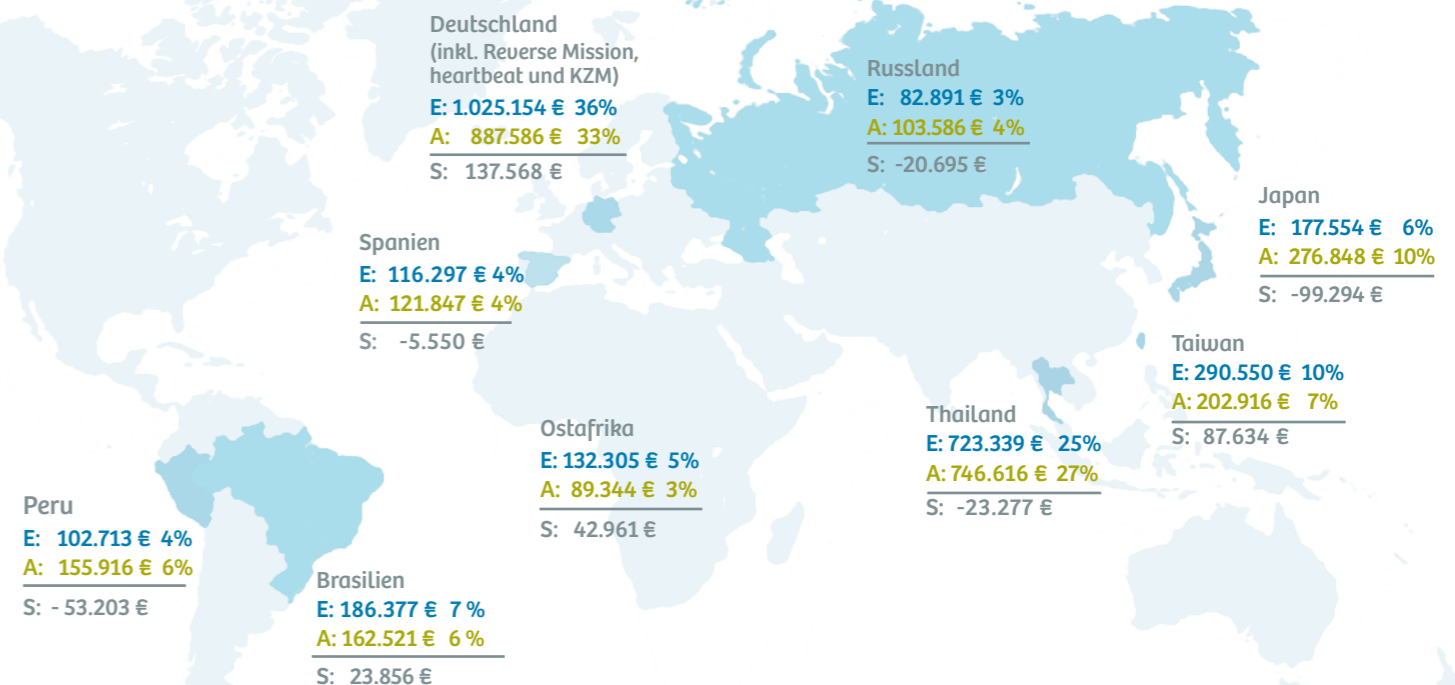 Deutschland
(inkl. Reverse Mission,
heartbeat und KZM)
E: 1.025.154 € 36%
A: 887.586 € 33%
S: 137.568 €
Russland
E: 82.891 € 3%
A: 103.586 € 4%
S: -20.695 €
Japan
E: 177.554 € 6%
A: 276.848 € 10%
S: -99.294 €
Spanien
E: 116.297 € 4%
A: 121.847 € 4%
S: -5.550 €
Taiwan
E: 290.550 € 10%
A: 202.916 € 7%
S: 87.634 €
Thailand
E: 723.339 € 25%
A: 746.616 € 27%
S: -23.277 €
Ostafrika
E: 132.305 € 5%
A: 89.344 € 3%
S: 42.961 €
Peru
E: 102.713 € 4%
A: 155.916 € 6%
S: - 53.203 €
Brasilien
E: 186.377 € 7 %
A: 162.521 € 6 %
S: 23.856 €